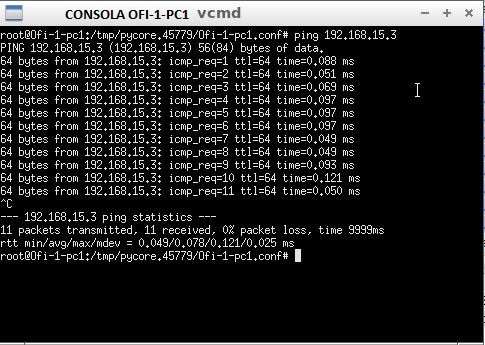 CONSOLA OFI-1-PC1 vcmd
root@Ofi-1-pc1:/tmp/pycore.45779/Ofi-1-pc1.conf# ping 192.168.15.3
PING 192.168.15.3 (192.168.15.3) 56(84) bytes of data.
64 bytes from 192.168.15.3: icmp_req=1 ttl=64 time=0.088 ms
64 bytes from 192.168.15.3: icmp_req=2 ttl=64 time=0.051 ms
64 bytes from 192.168.15.3: icmp_req=3 ttl=64 time=0.069 ms
64 bytes from 192.168.15.3: icmp_req=4 ttl=64 time=0.097 ms
64 bytes from 192.168.15.3: icmp_req=5 ttl=64 time=0.097 ms
64 bytes from 192.168.15.3: icmp_req=6 ttl=64 time=0.097 ms
64 bytes from 192.168.15.3: icmp_req=7 ttl=64 time=0.049 ms
64 bytes from 192.168.15.3: icmp_req=8 ttl=64 time=0.049 ms
64 bytes from 192.168.15.3: icmp_req=9 ttl=64 time=0.093 ms
64 bytes from 192.168.15.3: icmp_req=10 ttl=64 time=0.121 ms
64 bytes from 192.168.15.3: icmp_req=11 ttl=64 time=0.050 ms
^C
--- 192.168.15.3 ping statistics ---
11 packets transmitted, 11 received, 0% packet loss, time 9999ms
rtt min/avg/max/mdev = 0.049/0.078/0.121/0.025 ms
root@Ofi-1-pc1:/tmp/pycore.45779/Ofi-1-pc1.conf#